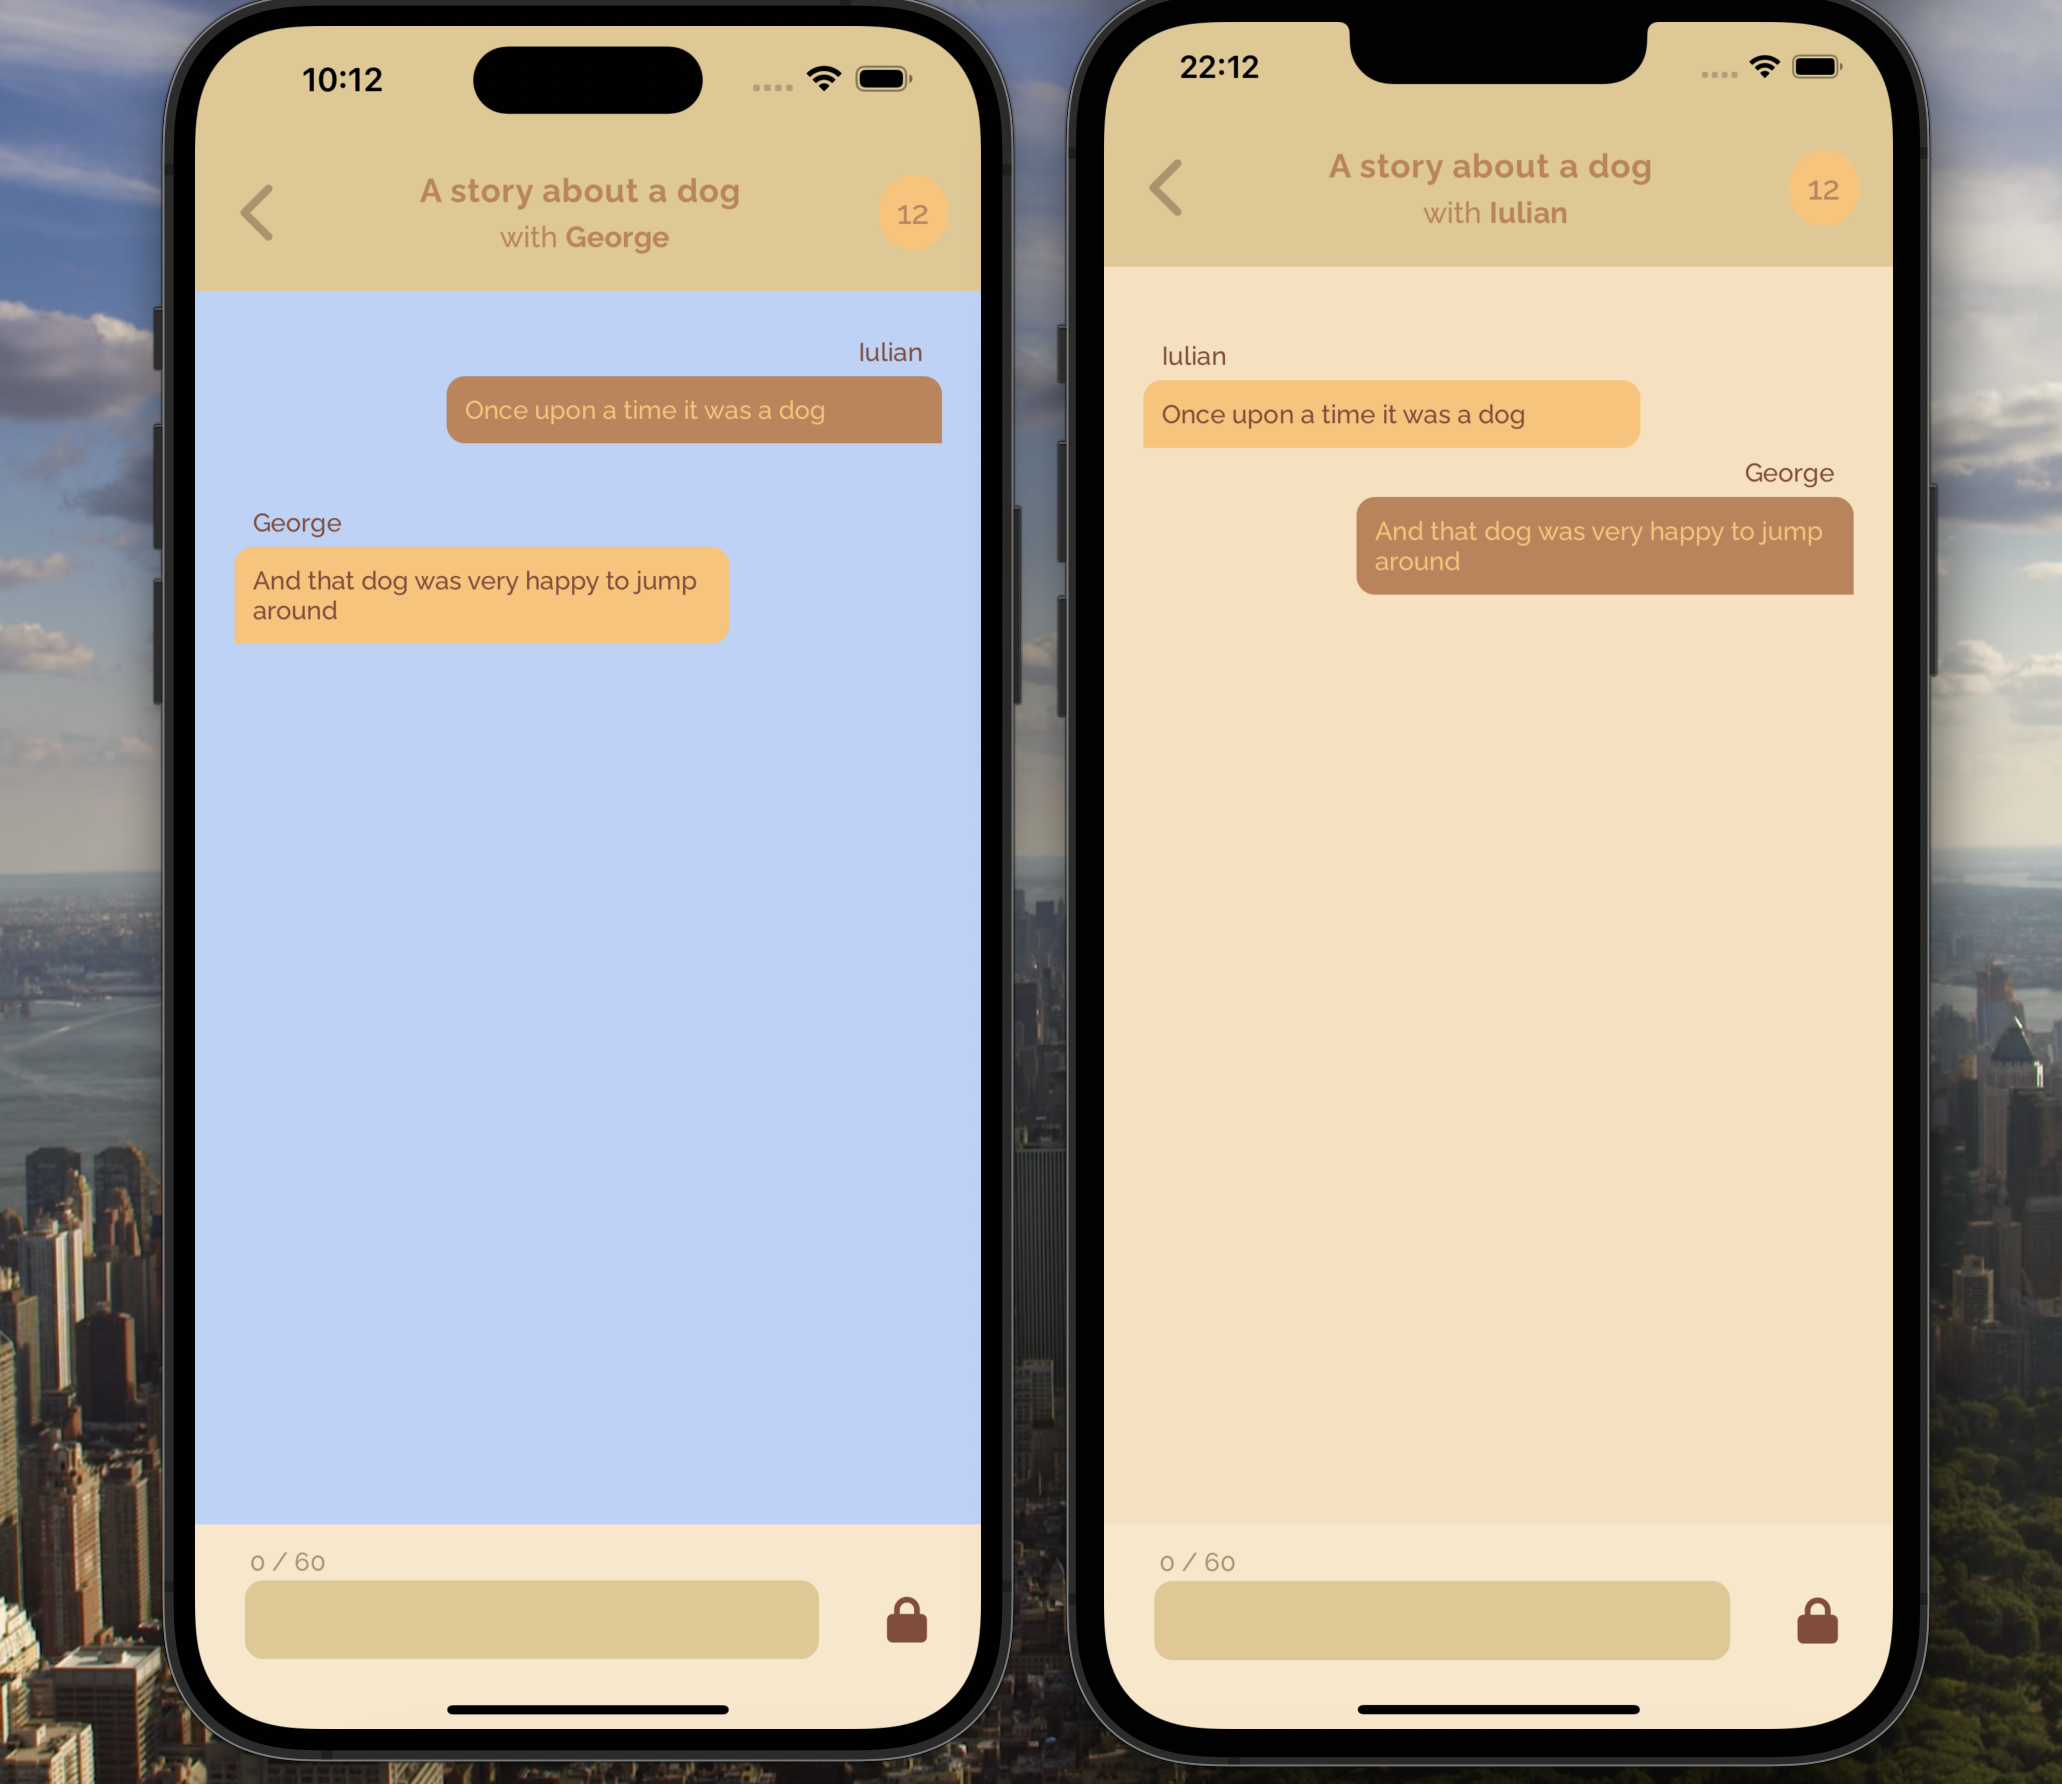 10:12
A story about a dog
with George
12
Iulian
Once upon a time it was a dog
George
And that dog was very happy to jump
around
0 / 60
22:12
A story about a dog
with Iulian
12
Iulian
Once upon a time it was a dog
George
And that dog was very happy to jump
around
0 / 60